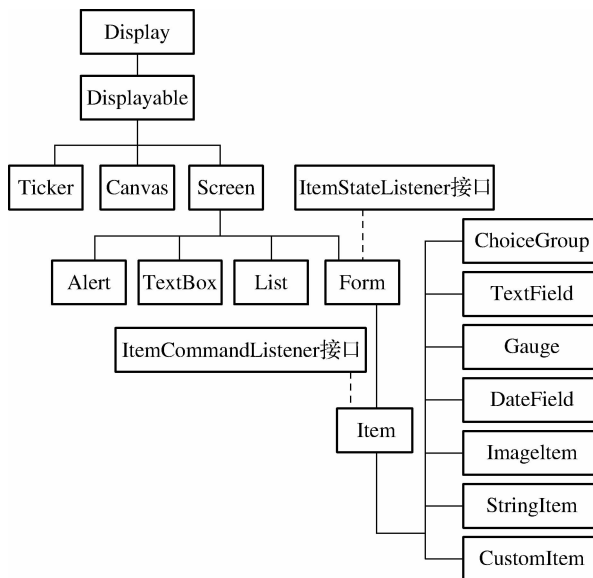 Display
Displayable
Ticker
Canvas
Screen
ItemStateListener接口
Alert
TextBox
List
Form
ItemCommandListener接口
Item
ChoiceGroup
TextField
Gauge
DateField
ImageItem
StringItem
CustomItem